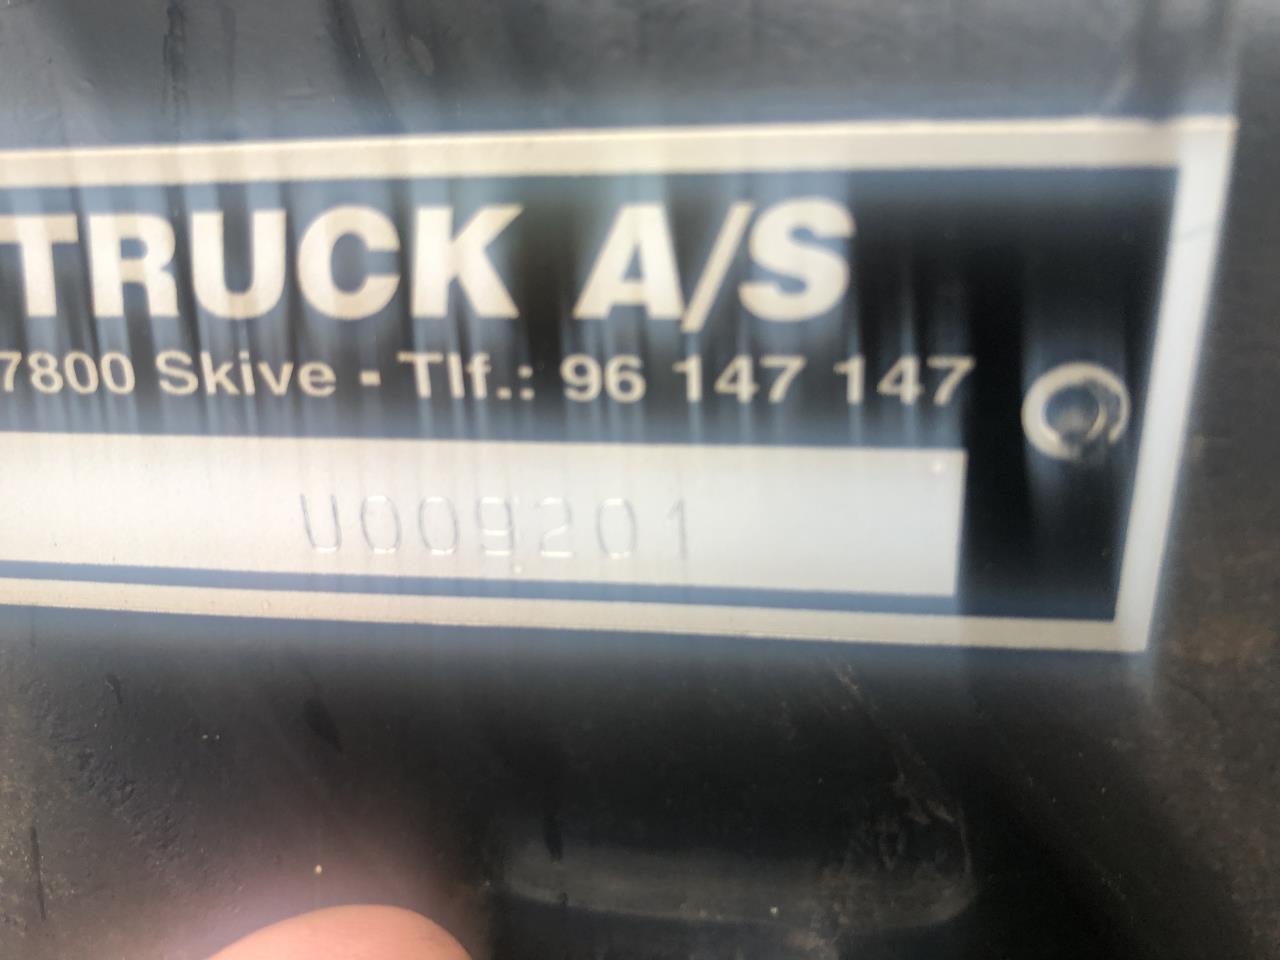 TRUCK A/S
7800 Skive - Tlf.: 96 147 147
U009201